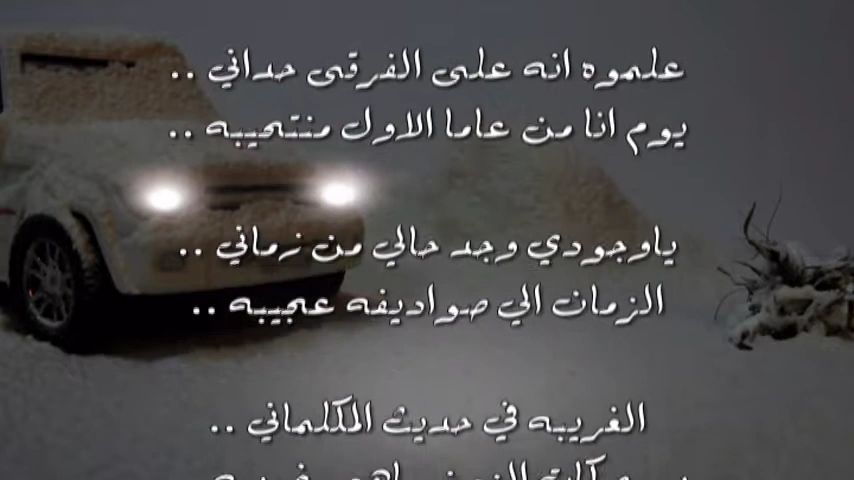 علموه انه على الفرقى حداني ..
يوم انا من عاما الاول منتحيبه ..
ياوجودي وجد حالي من زماني ..
الزمان الي صواديفه عجيبه ..
الغريبه في حديث المكلماني ..